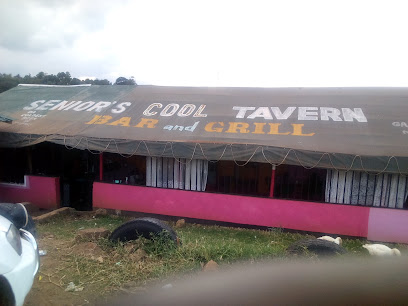 SENIOR'S COOL TAVERN
BAR and GRILL